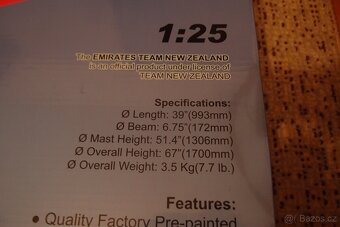 1:25
The EMIRATES TEAM NEW ZEALAND
is an official product under license of
TEAM NEW ZEALAND
Specifications:
Ø Length: 39"(993mm)
Ø Beam: 6.75"(172mm)
Ø Mast Height: 51.4"(1306mm)
Ø Overall Height: 67"(1700mm)
Ø Overall Weight: 3.5 Kg(7.7 lb.)
Features:
• Quality Factory Pre-painted
Bazos.cz